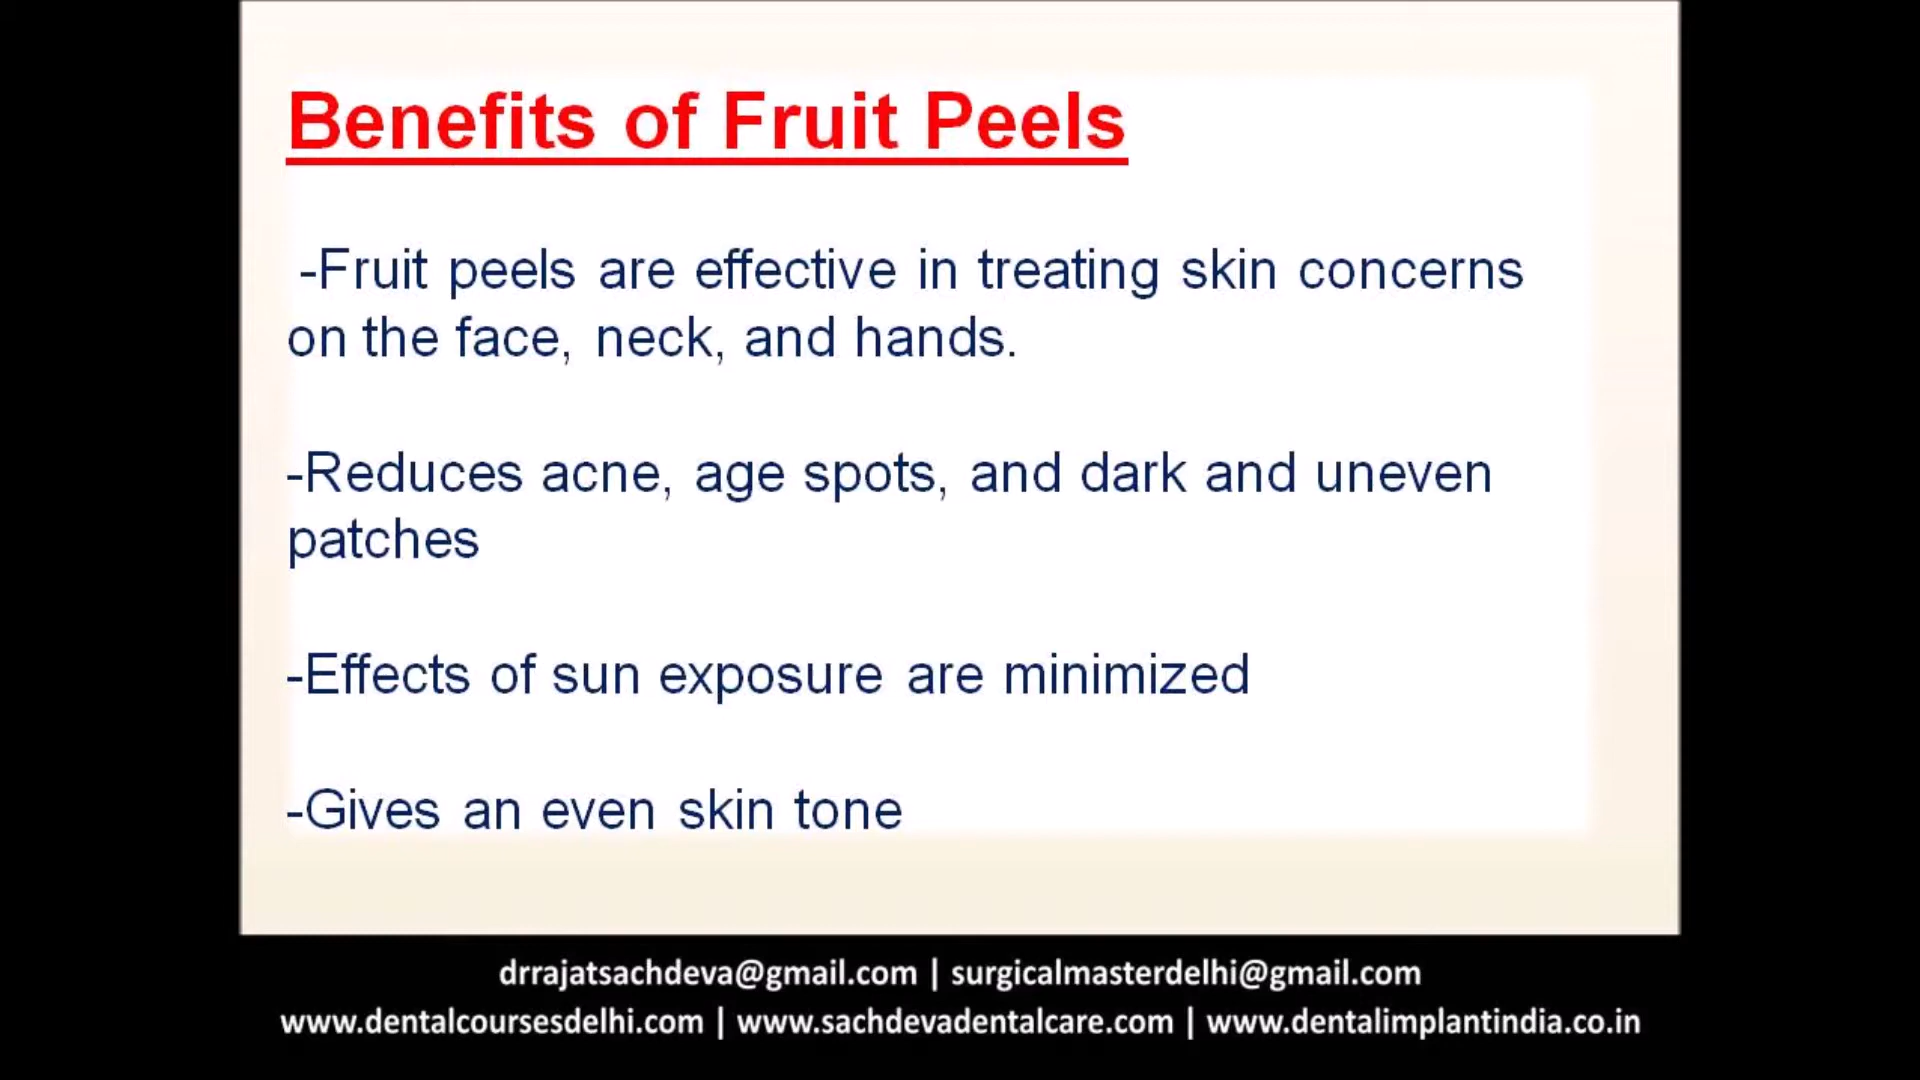 Benefits of Fruit Peels
-Fruit peels are effective in treating skin concerns
on the face, neck, and hands.
-Reduces acne, age spots, and dark and uneven
patches
-Effects of sun exposure are minimized
-Gives an even skin tone
drrajatsachdeva@gmail.com | surgicalmasterdelhi@gmail.com
www.dentalcoursesdelhi.com | www.sachdevadentalcare.com | www.dentalimplantindia.co.in